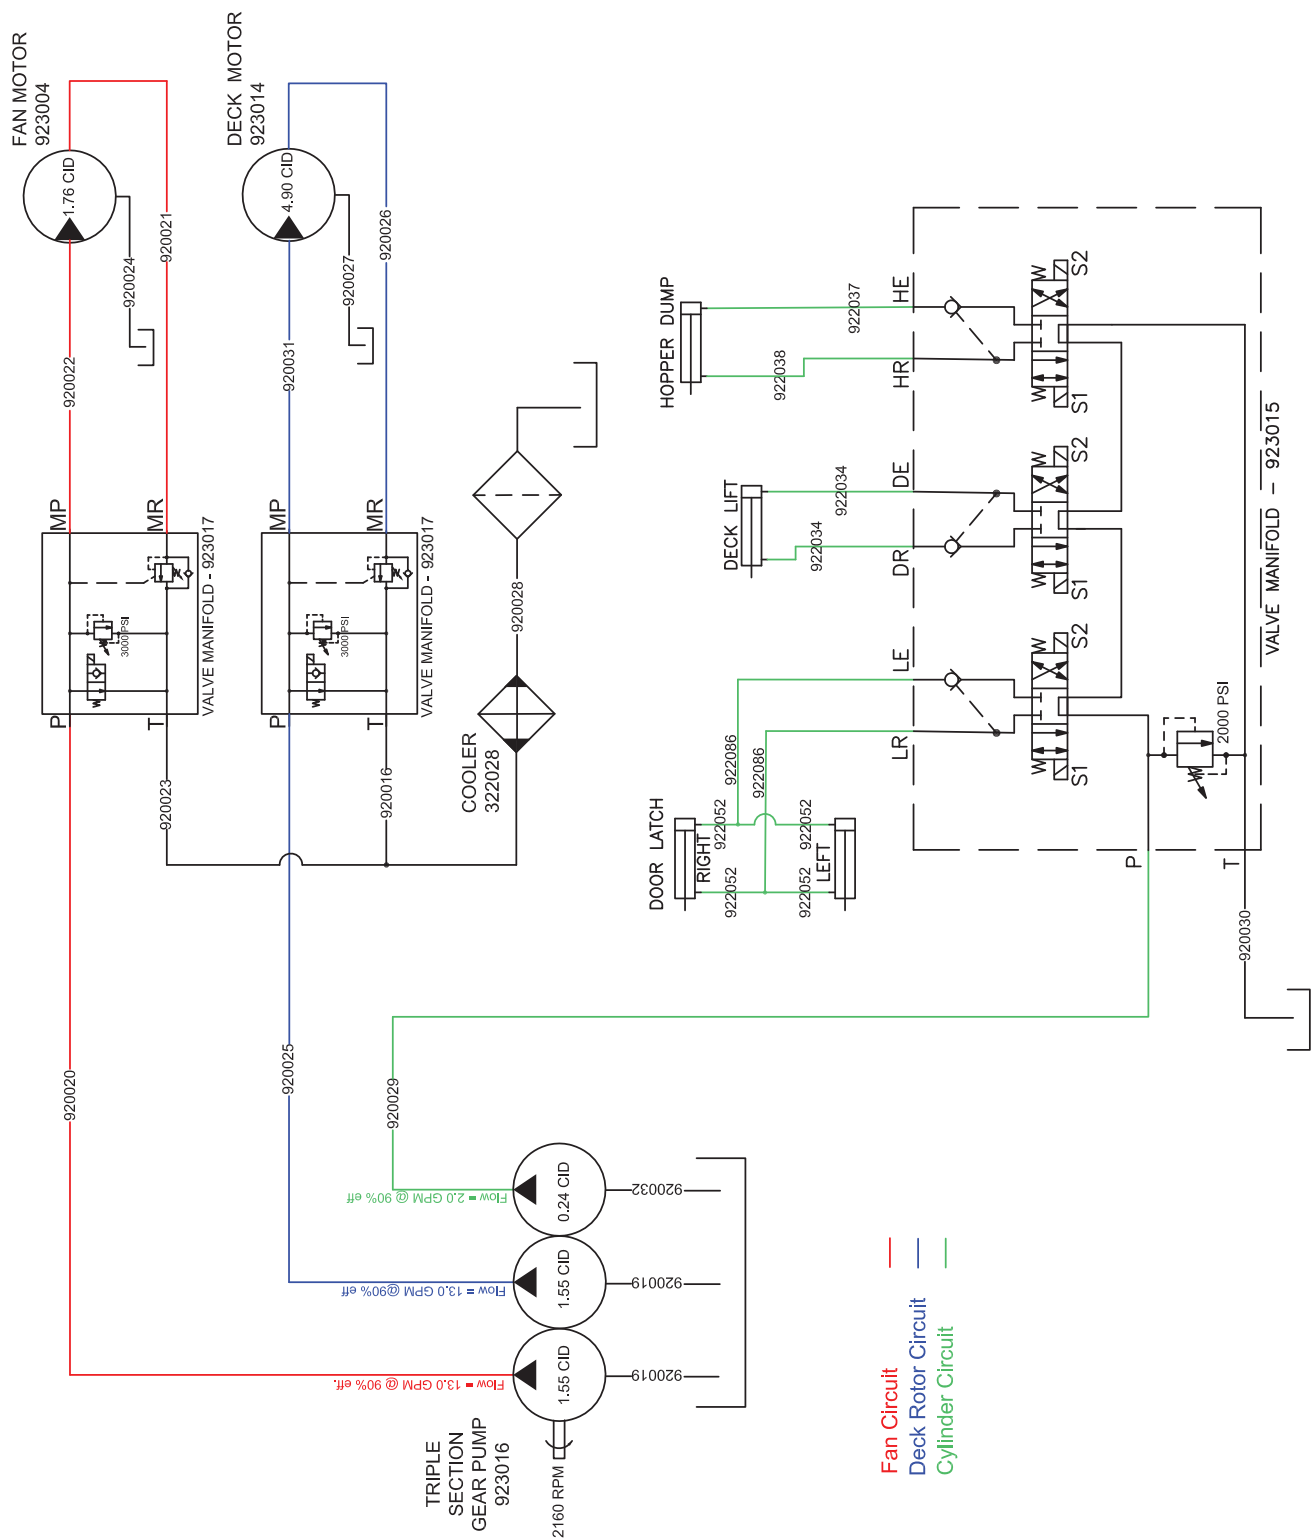 FAN MOTOR
923004
1.76 CID
920024
920021
920022
MP
MR
3000 PSI
VALVE MANIFOLD - 923017
P
T
920023
920020
DECK MOTOR
923014
4.90 CID
920027
920026
920031
MP
MR
3000 PSI
VALVE MANIFOLD - 923017
P
T
920016
920025
COOLER
322028
920028
HOPPER DUMP
922038
922037
HR
HE
S1
S2
DECK LIFT
922034
922034
DR
DE
S1
S2
DOOR LATCH
RIGHT
LEFT
922052
922052
922052
922052
922086
922086
LR
LE
S1
S2
2000 PSI
VALVE MANIFOLD - 923015
P
T
920030
920029
TRIPLE
SECTION
GEAR PUMP
923016
2160 RPM
1.55 CID
1.55 CID
0.24 CID
Flow = 13.0 GPM @ 90% eff.
Flow = 13.0 GPM @90% eff
Flow = 2.0 GPM @ 90% eff
920019
920019
920032
Fan Circuit
Deck Rotor Circuit
Cylinder Circuit